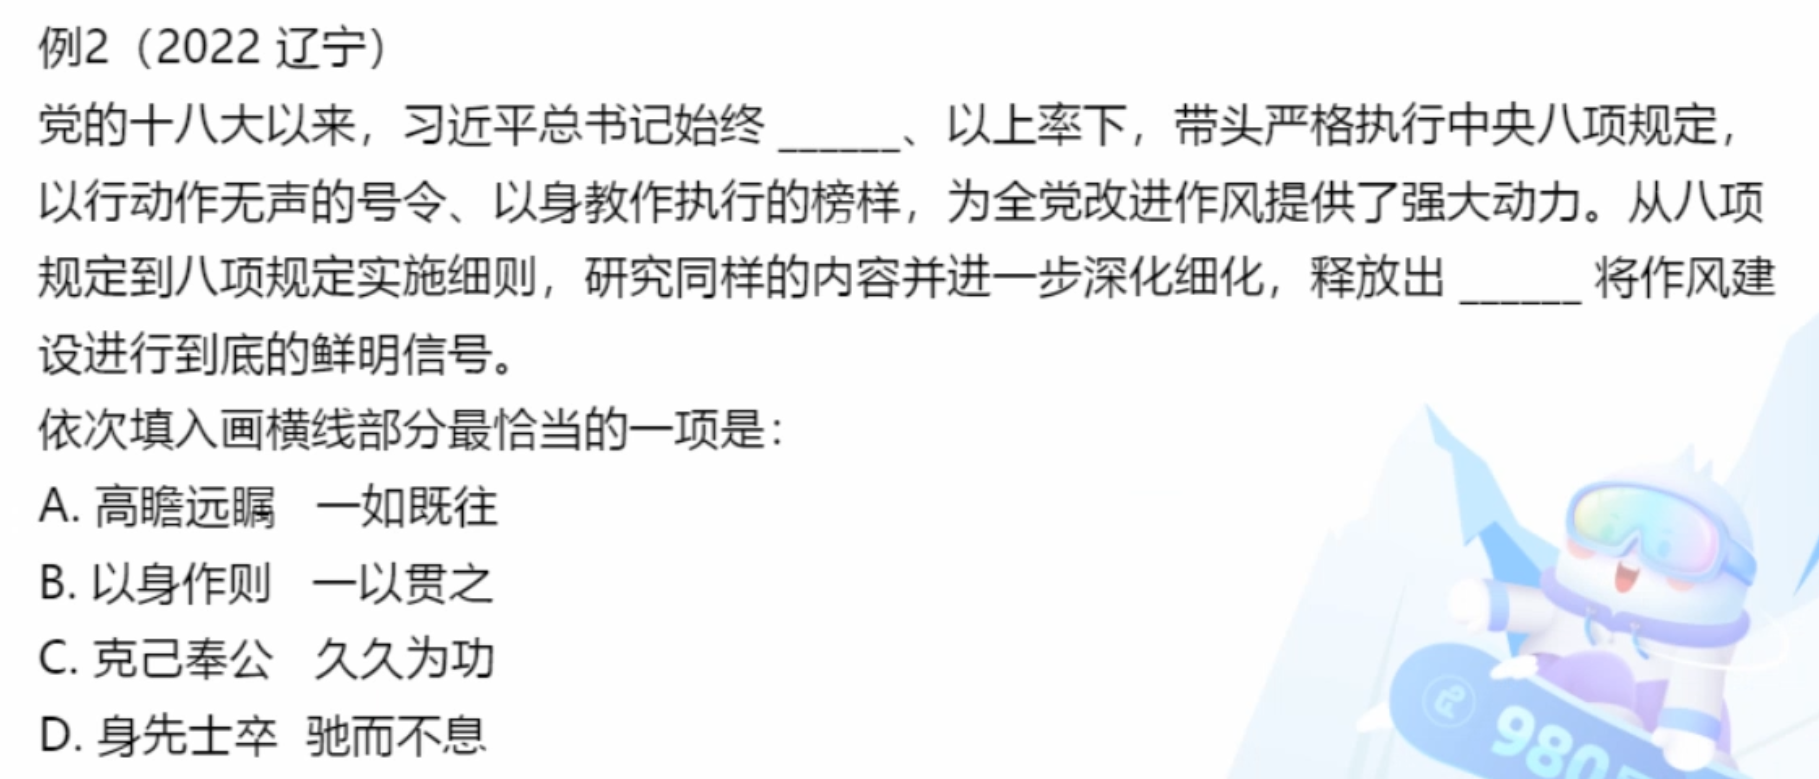 例2（2022 辽宁）
党的十八大以来，习近平总书记始终 ______、以上率下，带头严格执行中央八项规定，
以行动作无声的号令、以身教作执行的榜样，为全党改进作风提供了强大动力。从八项
规定到八项规定实施细则，研究同样的内容并进一步深化细化，释放出 ______ 将作风建
设进行到底的鲜明信号。
依次填入画横线部分最恰当的一项是：
A. 高瞻远瞩 一如既往
B. 以身作则 一以贯之
C. 克己奉公 久久为功
D. 身先士卒 驰而不息
980